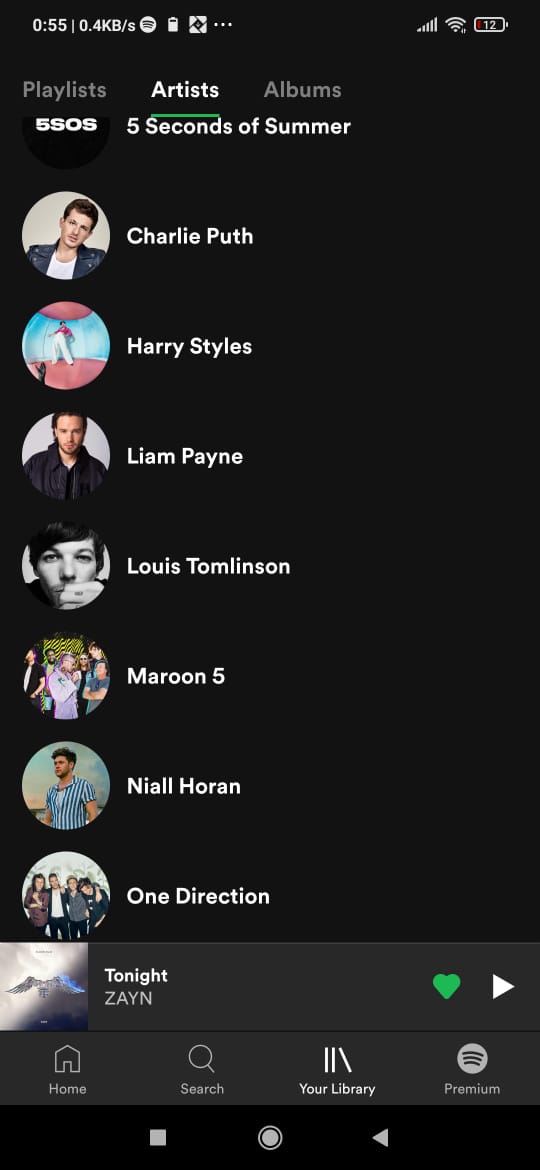 0:55 | 0.4KB/s
12
Playlists Artists Albums
5SOS
5 Seconds of Summer
Charlie Puth
Harry Styles
Liam Payne
Louis Tomlinson
Maroon 5
Niall Horan
One Direction
Tonight
ZAYN
Home Search Your Library Premium